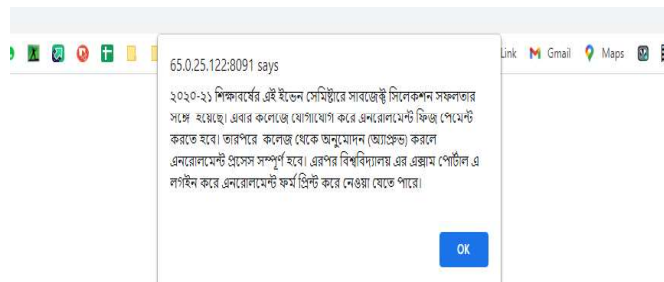 Link Gmail Maps
65.0.25.122:8091 says
২০২০-২১ শিক্ষাবর্ষের এই ইভেন সেমিষ্টারে সাবজেক্ট সিলেকশন সফলতার
সঙ্গে হয়েছে। এবার কলেজে যোগাযোগ করে এনরোলমেন্ট ফিজ পেমেন্ট
করতে হবে। তারপরে কলেজ থেকে অনুমোদন (অ্যাপ্রুভ) করলে
এনরোলমেন্ট প্রসেস সম্পূর্ণ হবে। এরপর বিশ্ববিদ্যালয় এর এক্সাম পোর্টাল এ
লগইন করে এনরোলমেন্ট ফর্ম প্রিন্ট করে নেওয়া যেতে পারে।
OK